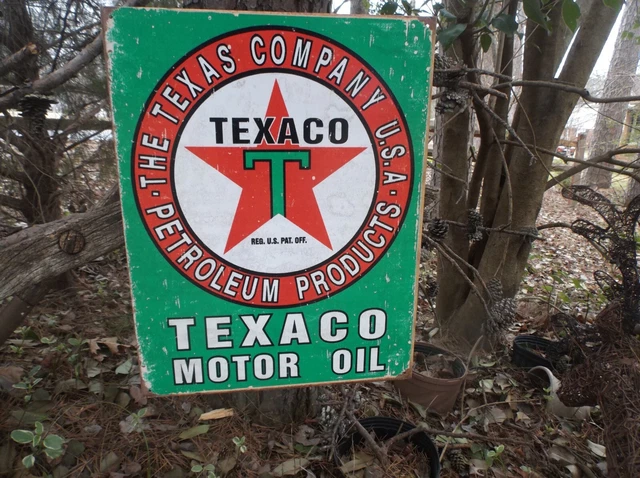 ·THE TEXAS COMPANY U.S.A·
PETROLEUM PRODUCTS
TEXACO
T
REG. U.S. PAT. OFF.
TEXACO
MOTOR OIL